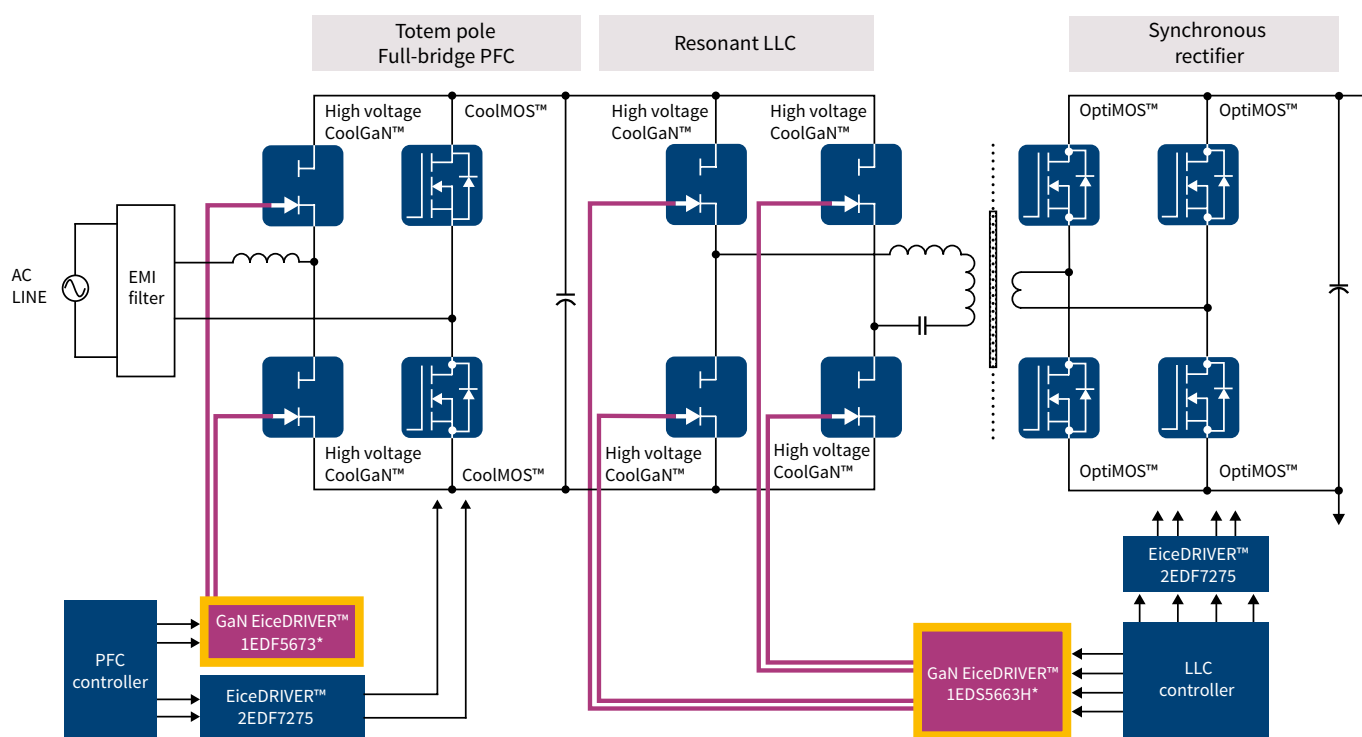 Totem pole
Full-bridge PFC
Resonant LLC
Synchronous
rectifier
High voltage
CoolGaN™
CoolMOS™
High voltage
CoolGaN™
High voltage
CoolGaN™
OptiMOS™
OptiMOS™
AC
LINE
EMI
filter
High voltage
CoolGaN™
CoolMOS™
High voltage
CoolGaN™
High voltage
CoolGaN™
OptiMOS™
OptiMOS™
PFC
controller
GaN EiceDRIVER™
1EDF5673*
EiceDRIVER™
2EDF7275
GaN EiceDRIVER™
1EDS5663H*
EiceDRIVER™
2EDF7275
LLC
controller